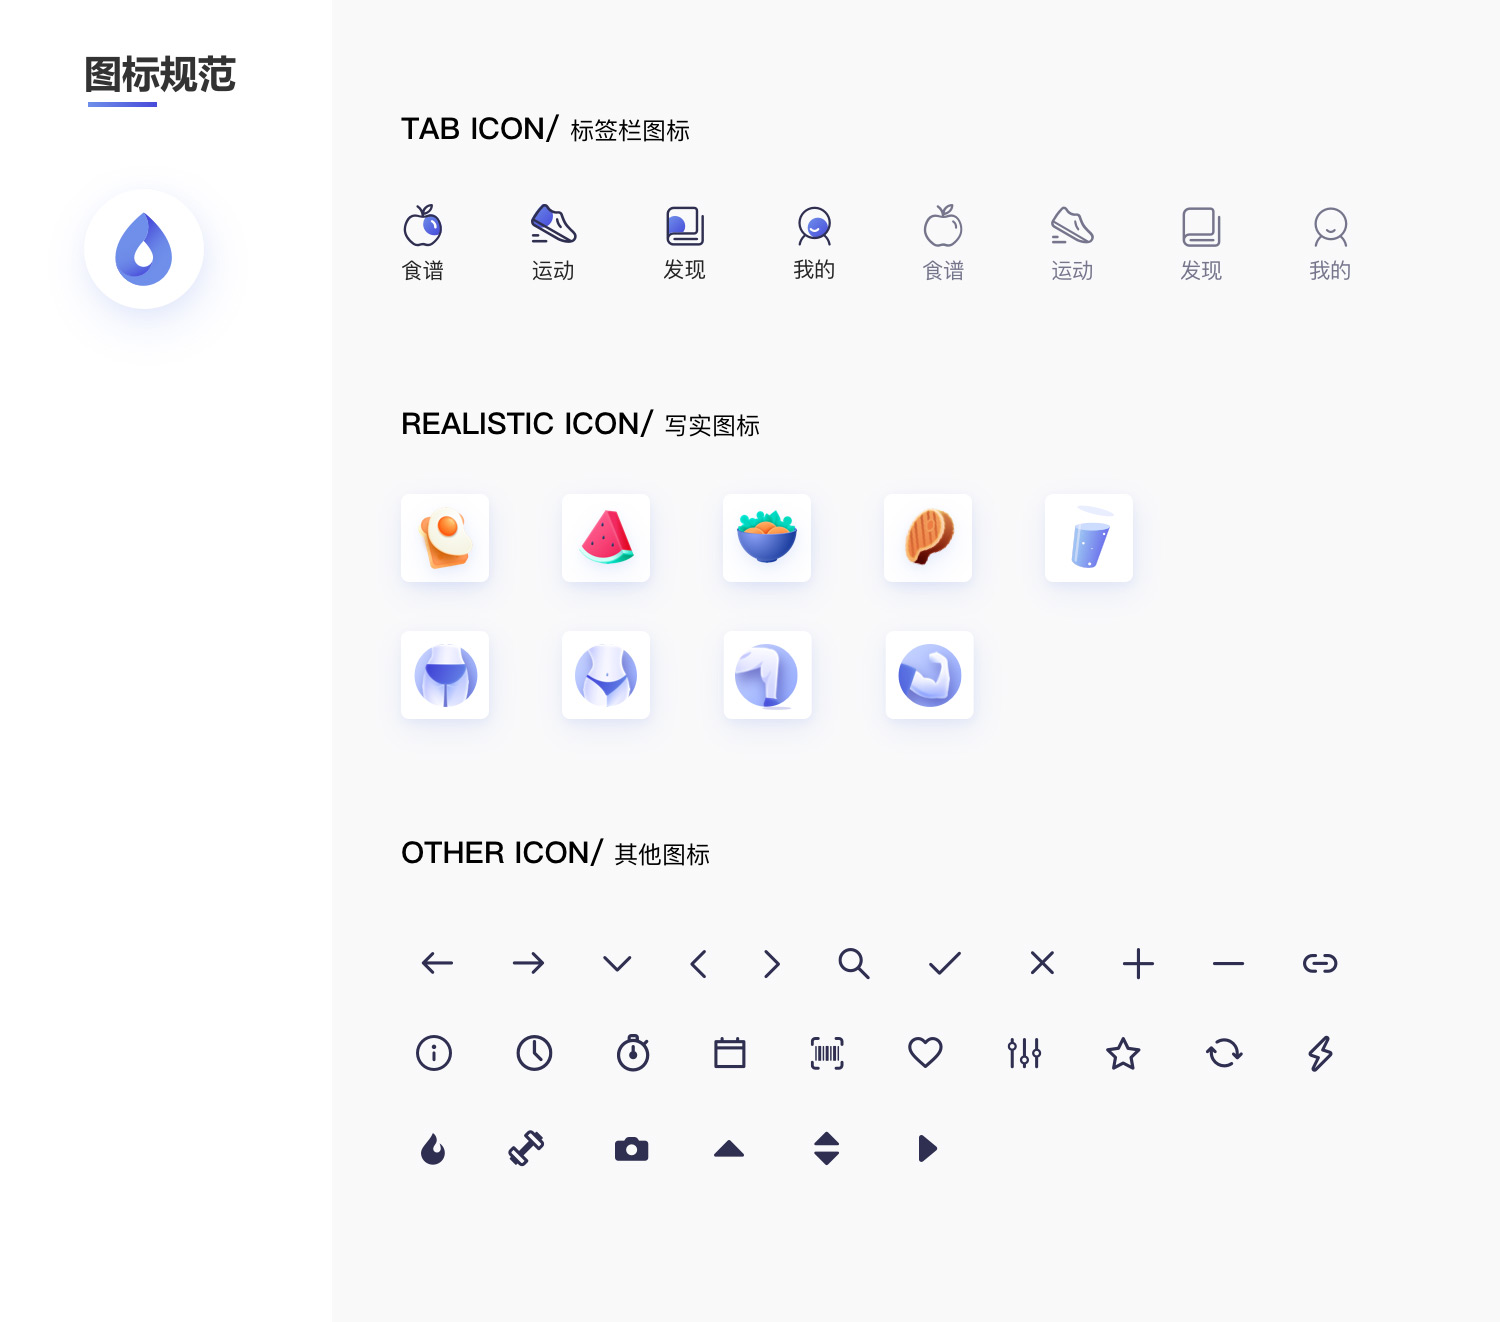 图标规范
TAB ICON/ 标签栏图标
食谱 运动 发现 我的 食谱 运动 发现 我的
REALISTIC ICON/ 写实图标
OTHER ICON/ 其他图标